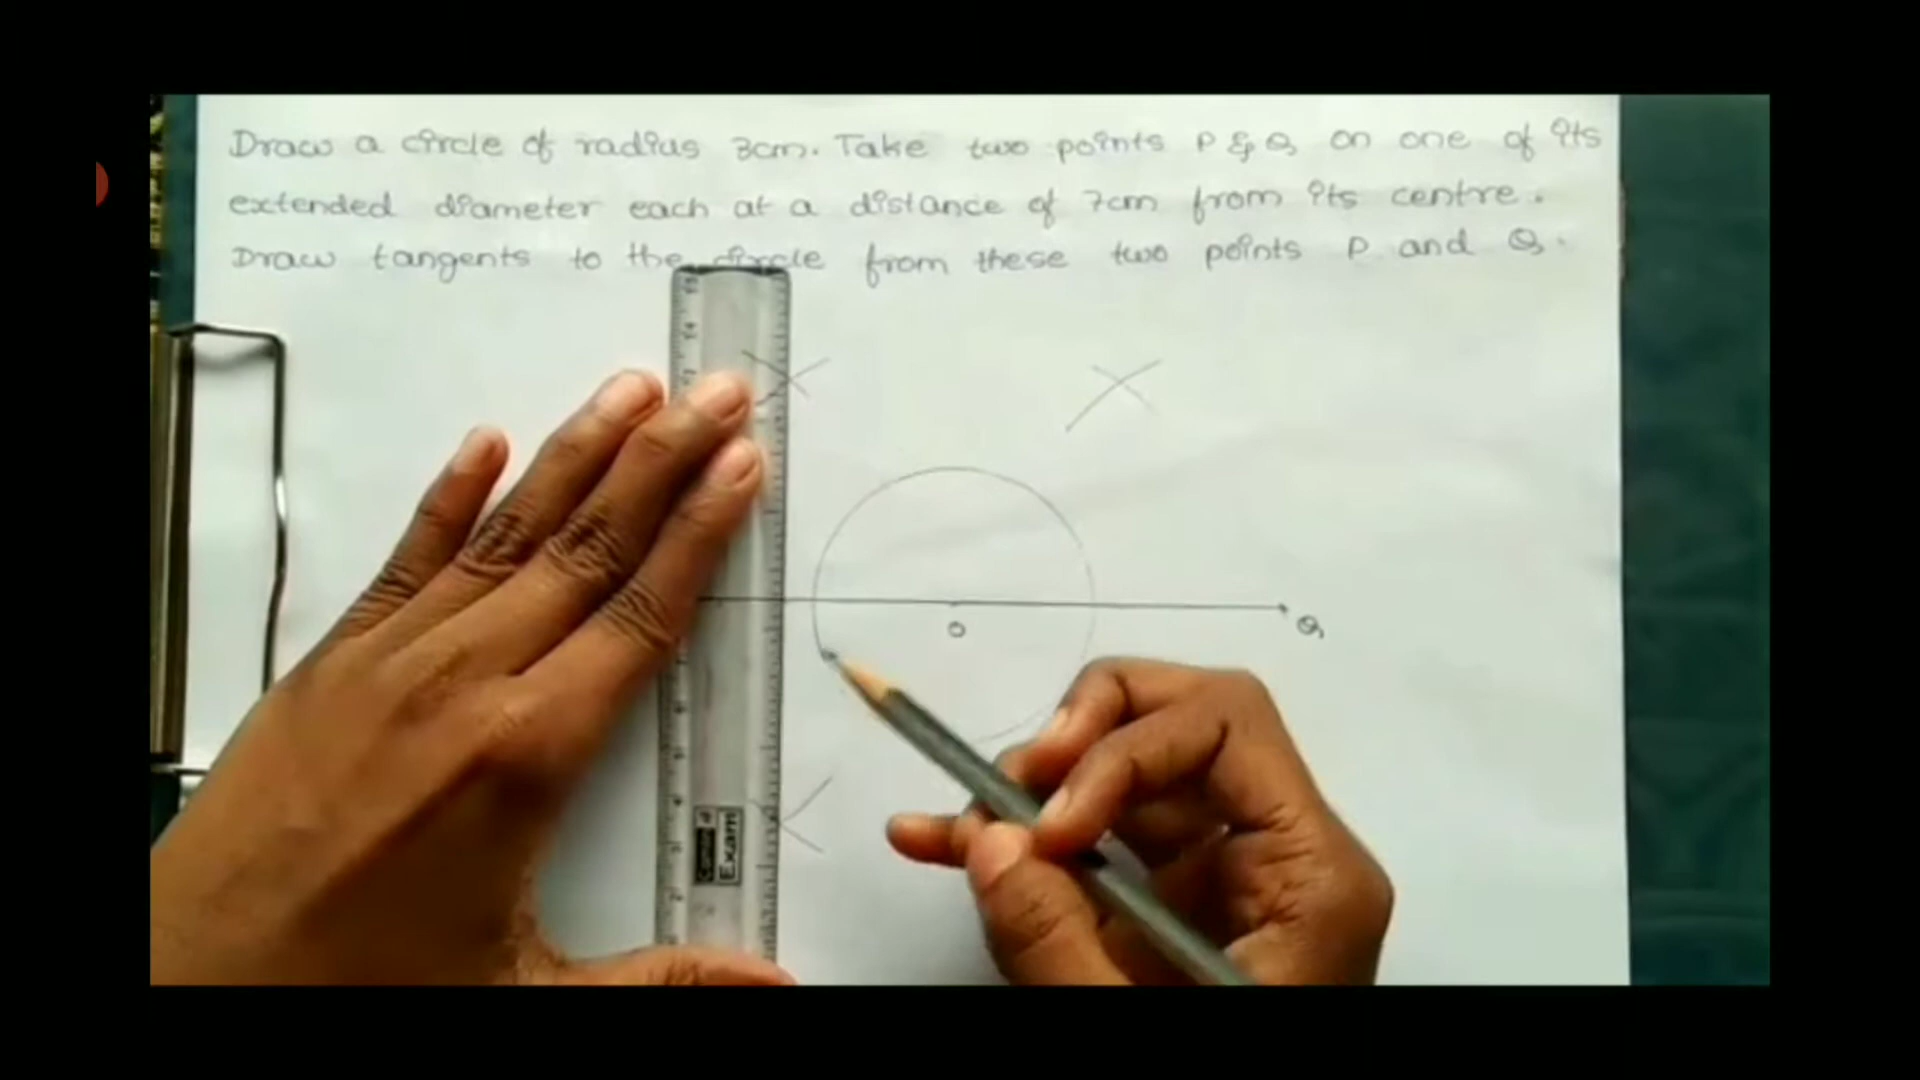 Draw a circle of radius 3cm. Take two points P & Q on one of its
extended diameter each at a distance of 7cm from its centre.
Draw tangents to the circle from these two points P and Q.
O
Q
Exam